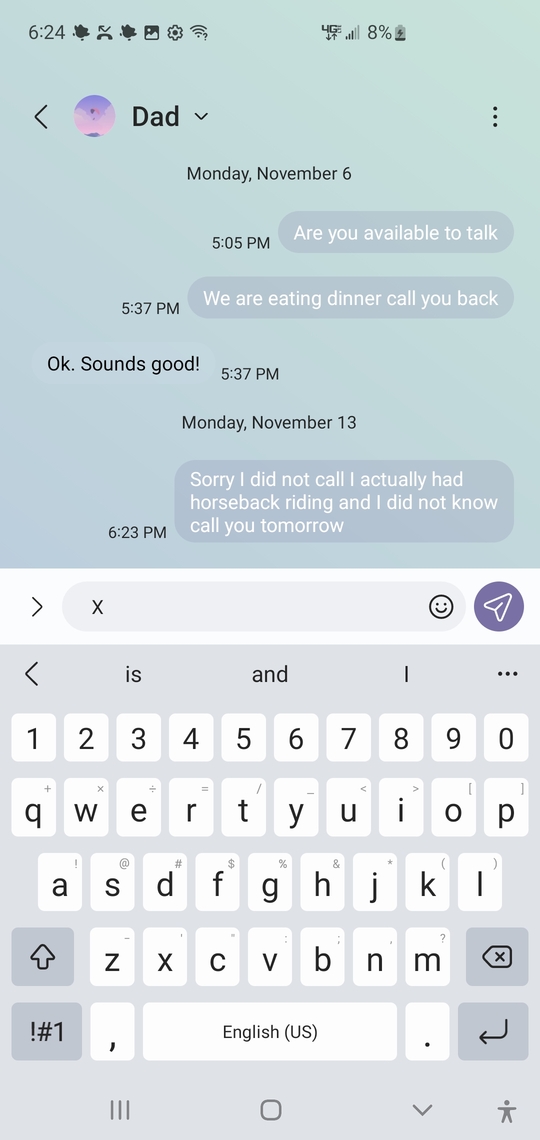 6:24 4GE 8%
Dad
Monday, November 6
Are you available to talk
5:05 PM
We are eating dinner call you back
5:37 PM
Ok. Sounds good!
5:37 PM
Monday, November 13
Sorry I did not call I actually had
horseback riding and I did not know
call you tomorrow
6:23 PM
X
is and I
1 2 3 4 5 6 7 8 9 0
+ × ÷ = / _ < > [ ]
q w e r t y u i o p
! @ # $ % & * ( )
a s d f g h j k l
- ' " : ; , ?
z x c v b n m
!#1 , English (US) .